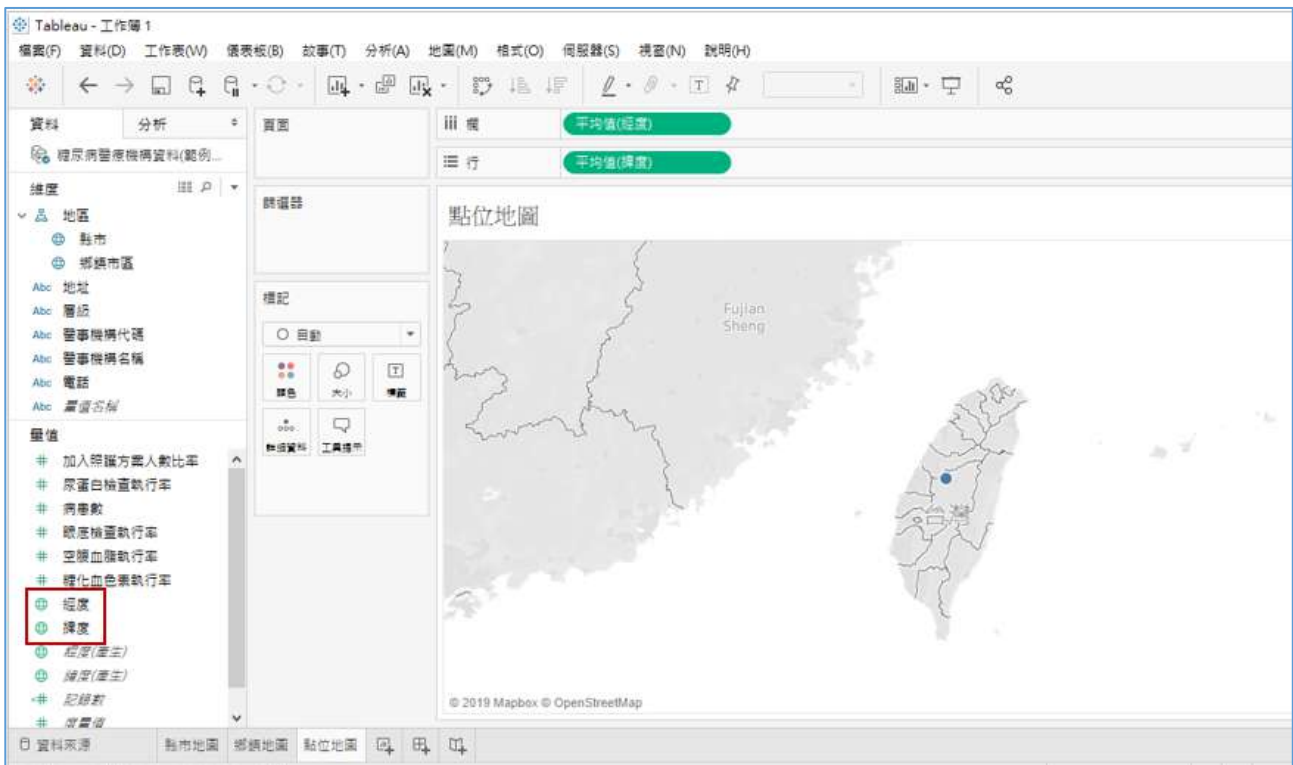 Tableau - 工作簿 1
檔案(F) 資料(D) 工作表(W) 儀表板(B) 故事(T) 分析(A) 地圖(M) 格式(O) 伺服器(S) 視窗(N) 說明(H)
資料 分析
頁面
iii 欄 平均值(經度)
糖尿病醫療機構資料(範例...
行 平均值(緯度)
維度
篩選器
點位地圖
地區
縣市
鄉鎮市區
Abc 地址
Abc 層級
Abc 醫事機構代碼
Abc 醫事機構名稱
Abc 電話
Abc 量值名稱
標記
自動
顏色 大小 標籤
詳細資料 工具提示
Fujian
Sheng
台灣
量值
# 加入照護方案人數比率
# 尿蛋白檢查執行率
# 病患數
# 眼底檢查執行率
# 空腹血脂執行率
# 糖化血色素執行率
經度
緯度
經度(產生)
緯度(產生)
# 記錄數
# 度量值
© 2019 Mapbox © OpenStreetMap
資料來源 縣市地圖 鄉鎮地圖 點位地圖